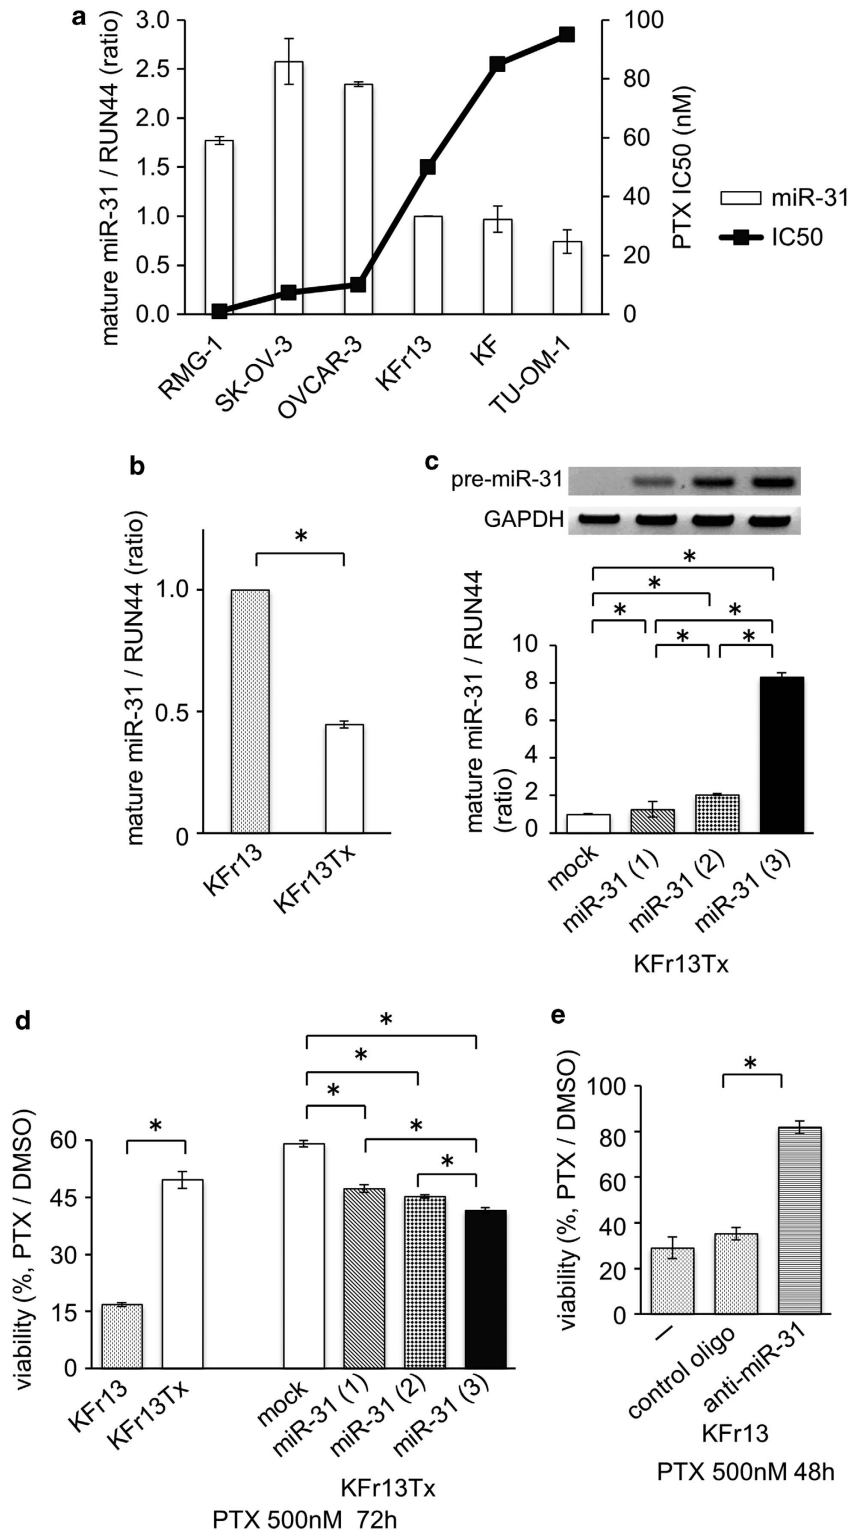 a
mature miR-31 / RUN44 (ratio)
3.0
2.5
2.0
1.5
1.0
0.5
0.0
100
80
60
40
20
0
PTX IC50 (nM)
miR-31
IC50
RMG-1
SK-OV-3
OVCAR-3
KFr13
KF
TU-OM-1
b
mature miR-31 / RUN44 (ratio)
1.0
0.5
0
*
KFr13
KFr13Tx
c
pre-miR-31
GAPDH
mature miR-31 / RUN44
(ratio)
10
8
6
4
2
0
*
*
* *
* *
mock
miR-31 (1)
miR-31 (2)
miR-31 (3)
KFr13Tx
d
viability (%, PTX / DMSO)
60
45
30
15
0
*
*
*
*
*
*
KFr13
KFr13Tx
mock
miR-31 (1)
miR-31 (2)
miR-31 (3)
KFr13Tx
PTX 500nM 72h
e
viability (%, PTX / DMSO)
100
80
60
40
20
0
*
—
control oligo
anti-miR-31
KFr13
PTX 500nM 48h